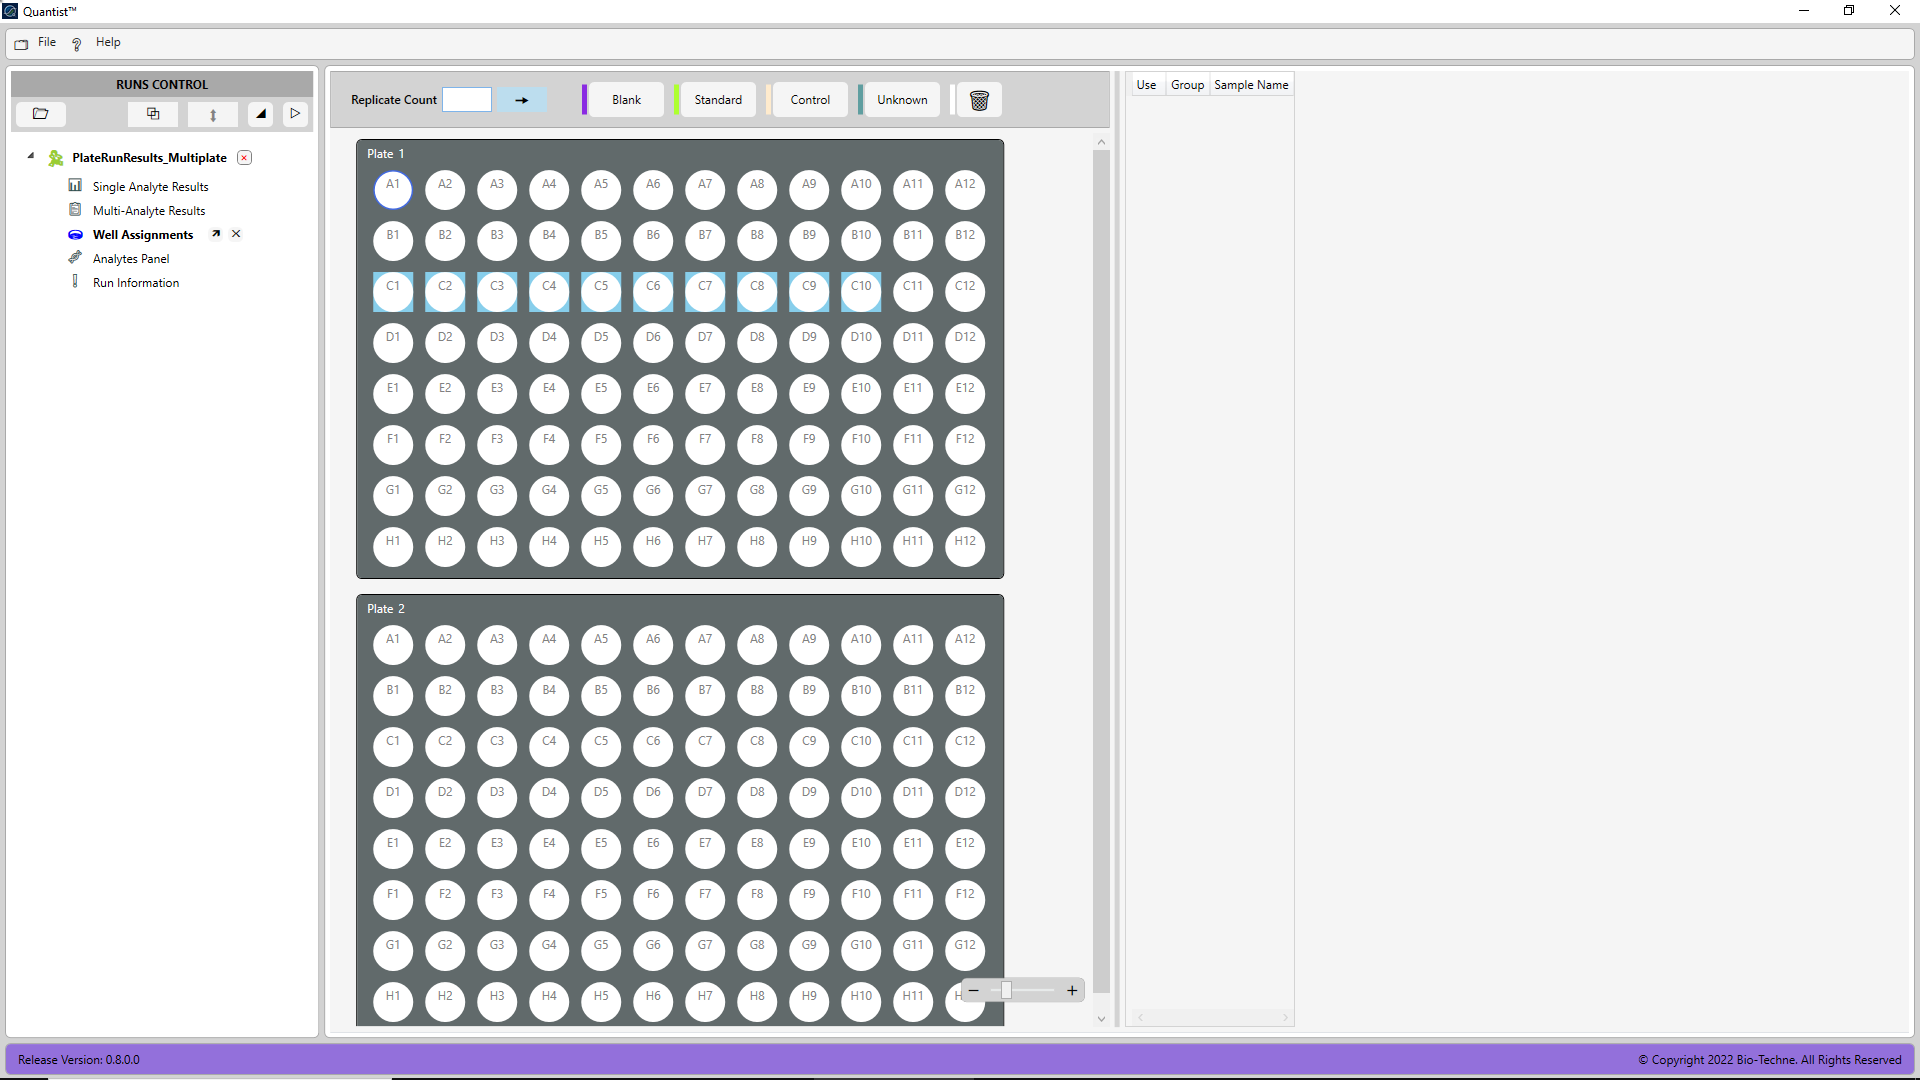 Quantist™
File Help
RUNS CONTROL
PlateRunResults_Multiplate
Single Analyte Results
Multi-Analyte Results
Well Assignments
Analytes Panel
Run Information
Replicate Count Blank Standard Control Unknown
Plate 1
A1 A2 A3 A4 A5 A6 A7 A8 A9 A10 A11 A12
B1 B2 B3 B4 B5 B6 B7 B8 B9 B10 B11 B12
C1 C2 C3 C4 C5 C6 C7 C8 C9 C10 C11 C12
D1 D2 D3 D4 D5 D6 D7 D8 D9 D10 D11 D12
E1 E2 E3 E4 E5 E6 E7 E8 E9 E10 E11 E12
F1 F2 F3 F4 F5 F6 F7 F8 F9 F10 F11 F12
G1 G2 G3 G4 G5 G6 G7 G8 G9 G10 G11 G12
H1 H2 H3 H4 H5 H6 H7 H8 H9 H10 H11 H12
Plate 2
A1 A2 A3 A4 A5 A6 A7 A8 A9 A10 A11 A12
B1 B2 B3 B4 B5 B6 B7 B8 B9 B10 B11 B12
C1 C2 C3 C4 C5 C6 C7 C8 C9 C10 C11 C12
D1 D2 D3 D4 D5 D6 D7 D8 D9 D10 D11 D12
E1 E2 E3 E4 E5 E6 E7 E8 E9 E10 E11 E12
F1 F2 F3 F4 F5 F6 F7 F8 F9 F10 F11 F12
G1 G2 G3 G4 G5 G6 G7 G8 G9 G10 G11 G12
H1 H2 H3 H4 H5 H6 H7 H8 H9 H10 H11
Use Group Sample Name
Release Version: 0.8.0.0
© Copyright 2022 Bio-Techne. All Rights Reserved